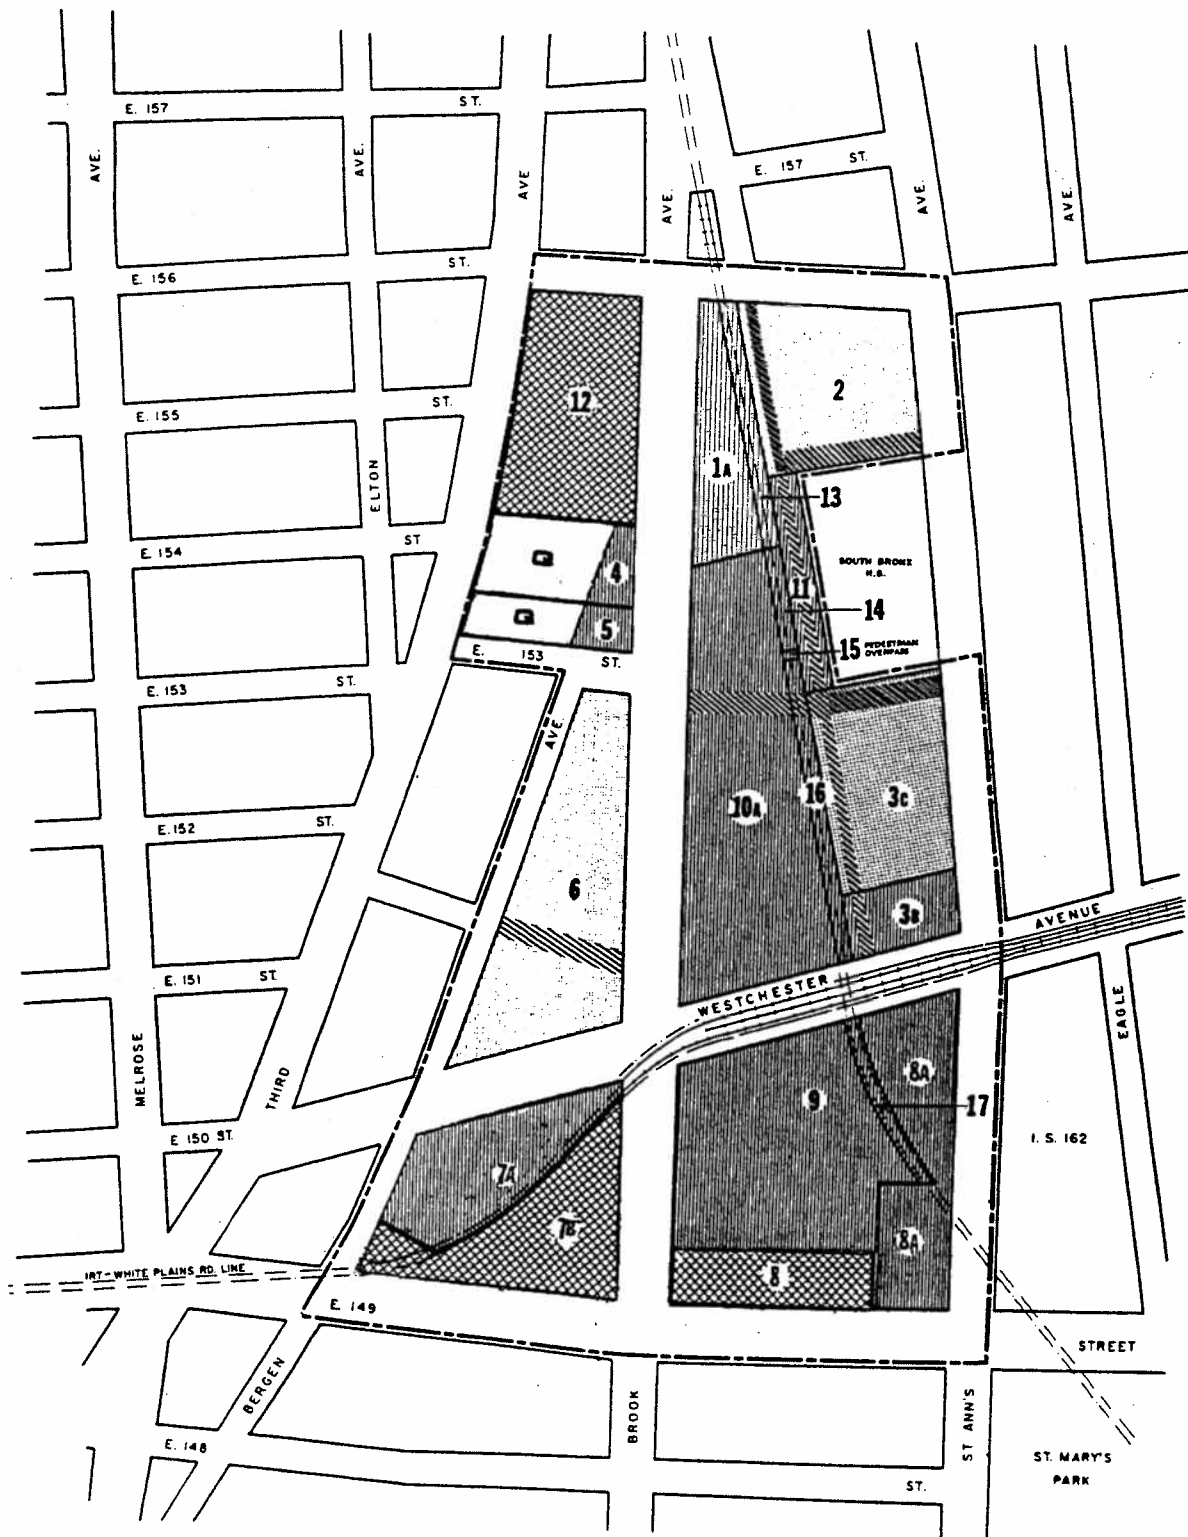 E. 157 ST.
AVE.
AVE.
AVE
AVE.
E. 157 ST.
AVE.
AVE.
E. 156 ST.
12
2
E. 155 ST.
1A
13
ELTON
E. 154 ST
Q
4
SOUTH BRONX
H.S.
11
14
Q
5
15 PEDESTRIAN
OVERPASS
E. 153 ST.
E. 153 ST.
AVE.
10A
16
3C
E. 152 ST.
6
3B
AVENUE
E. 151 ST.
WESTCHESTER
EAGLE
MELROSE
THIRD
8A
9
17
E 150 ST.
I. S. 162
7A
7B
8A
8
IRT-WHITE PLAINS RD. LINE
E. 149
STREET
BERGEN
BROOK
ST ANN'S
E. 148
ST.
ST. MARY'S
PARK